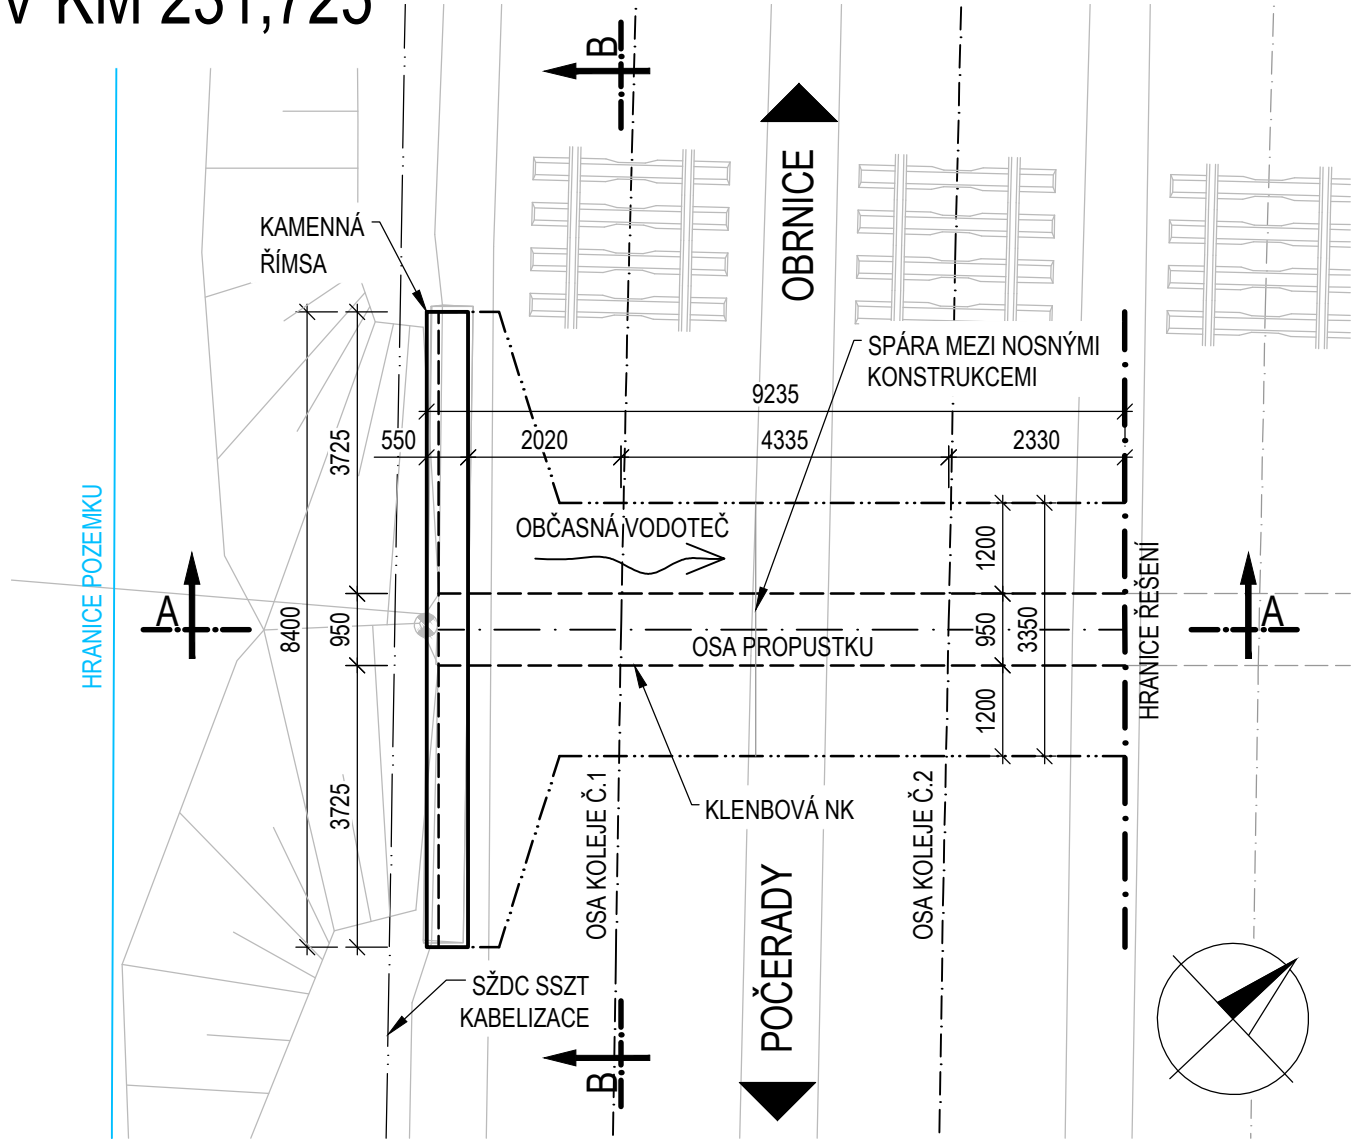 V KM 231,725
B
OBRNICE
KAMENNÁ
ŘÍMSA
SPÁRA MEZI NOSNÝMI
KONSTRUKCEMI
9235
550
2020
4335
2330
3725
HRANICE POZEMKU
OBČASNÁ VODOTEČ
1200
HRANICE ŘEŠENÍ
A
8400
950
950
3350
A
OSA PROPUSTKU
1200
3725
OSA KOLEJE Č.1
KLENBOVÁ NK
OSA KOLEJE Č.2
POČERADY
SŽDC SSZT
KABELIZACE
B